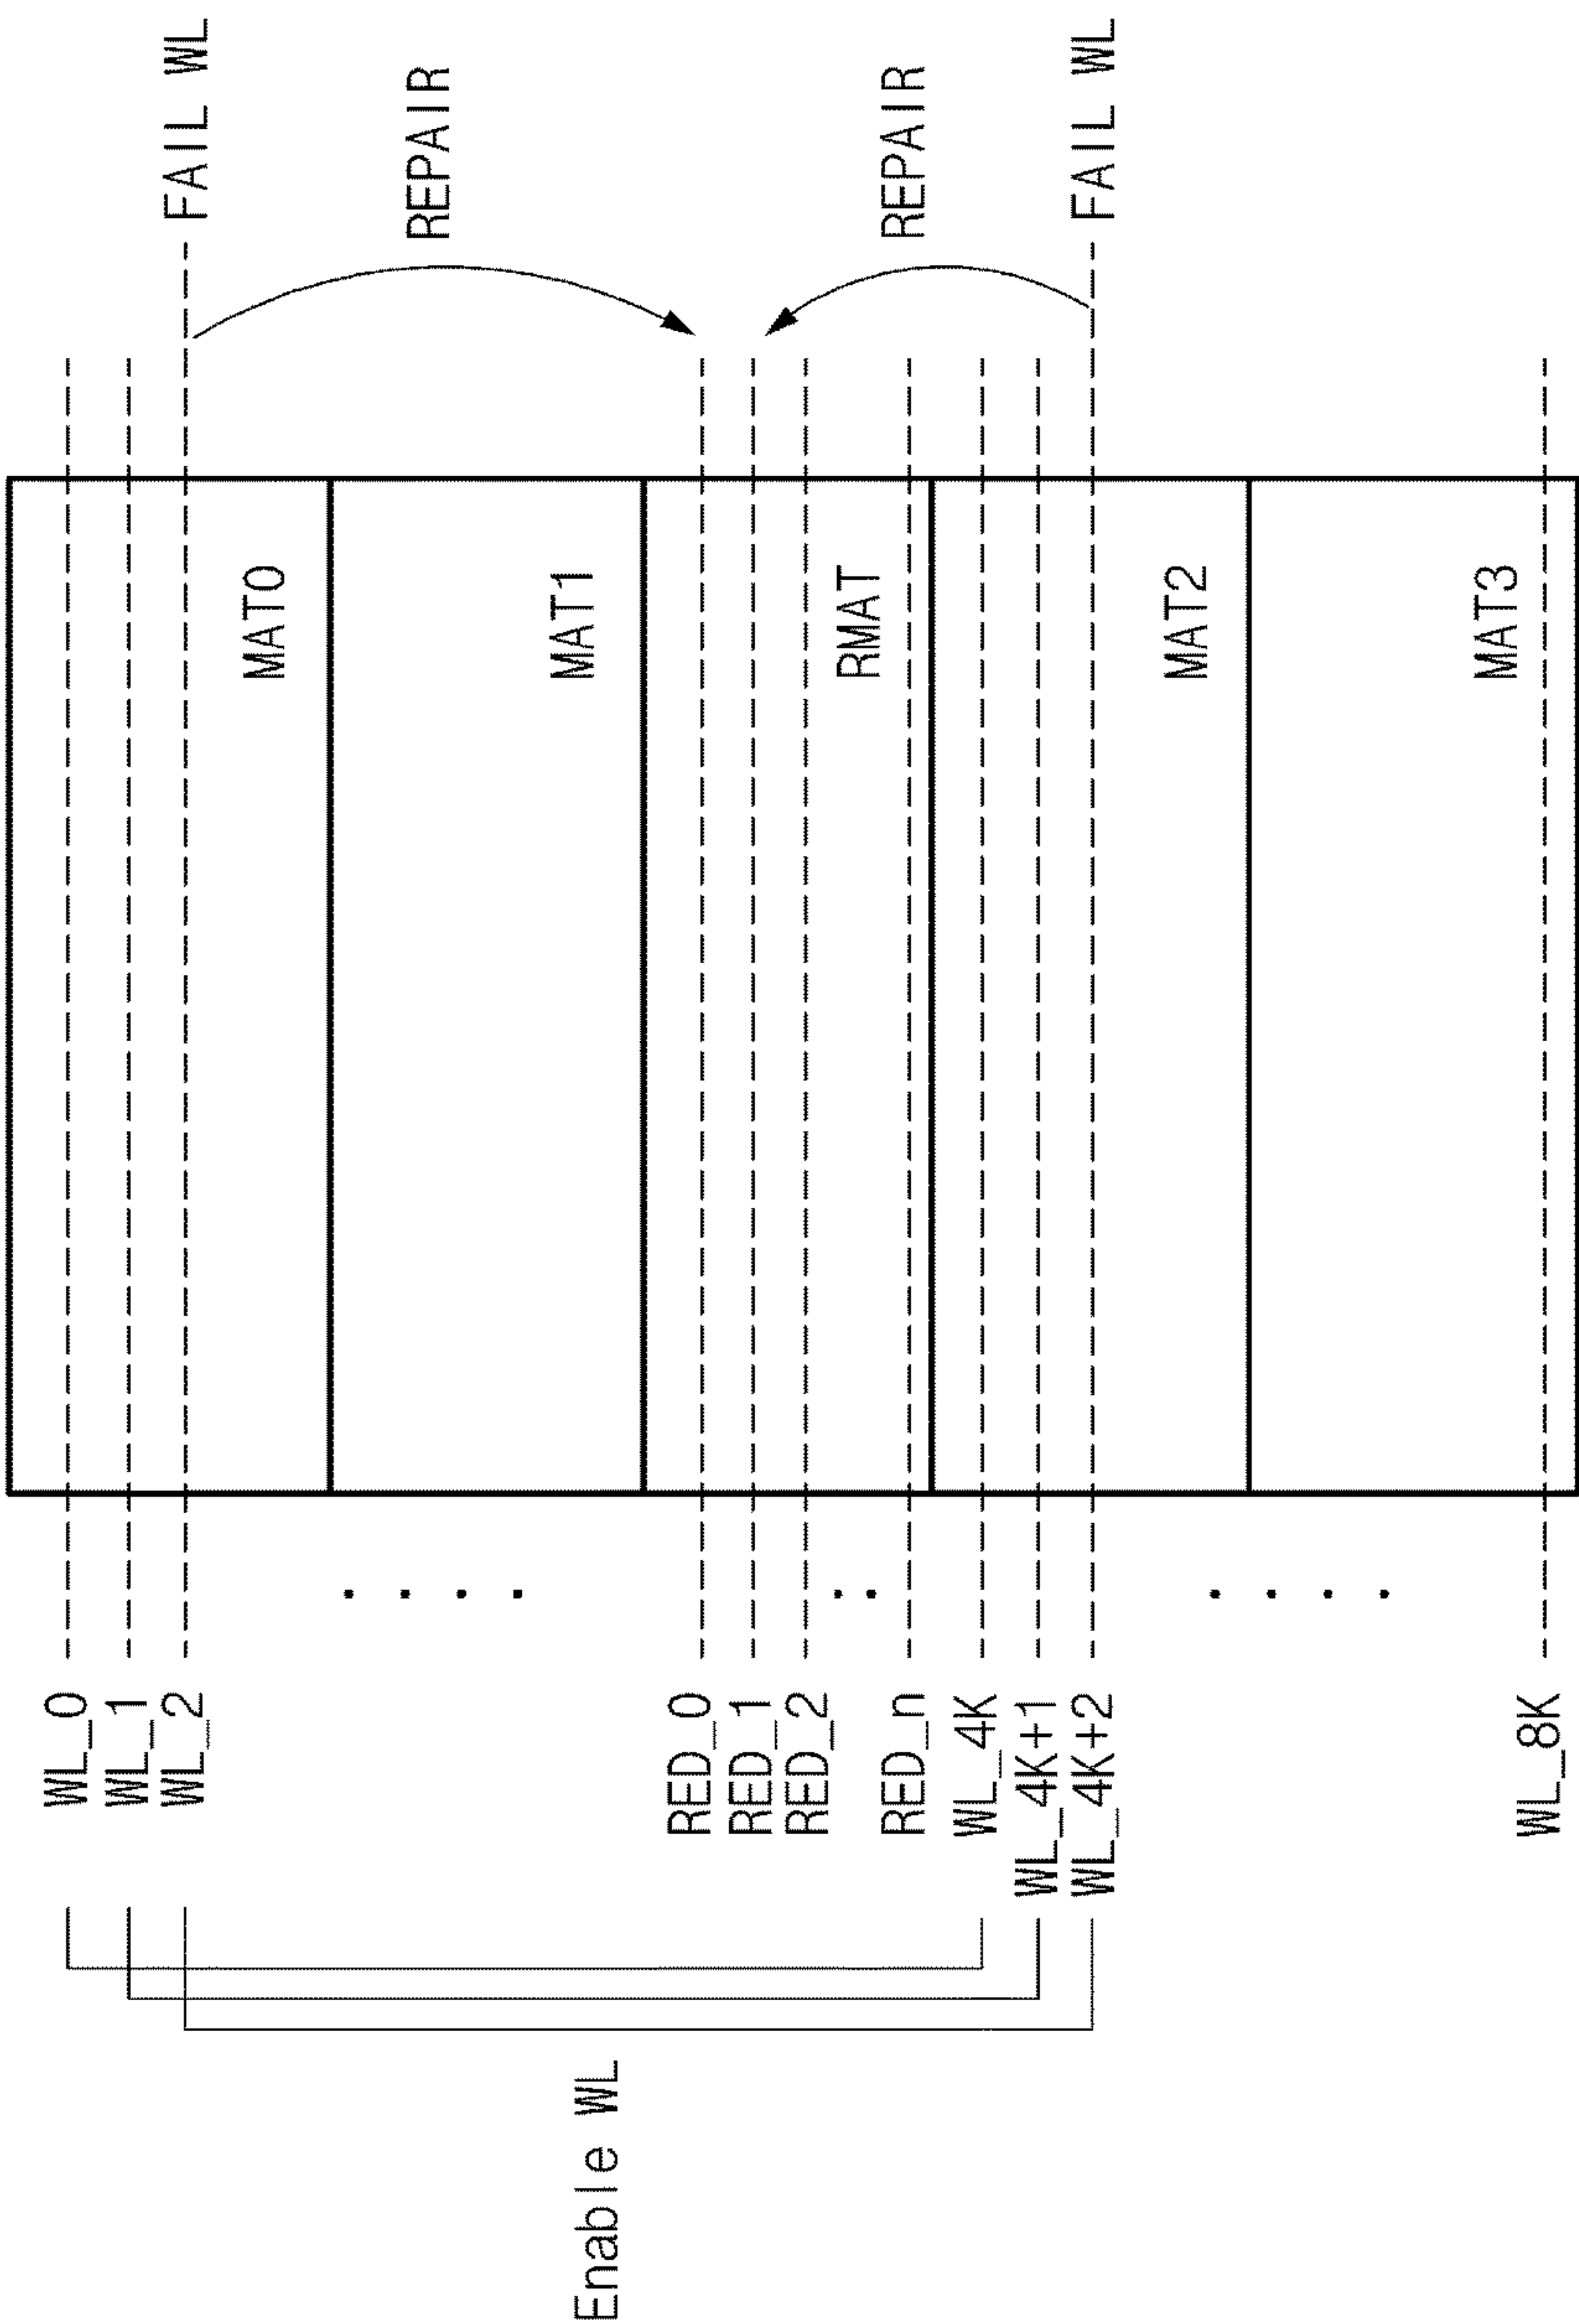 Enable WL
WL_0
WL_1
WL_2
RED_0
RED_1
RED_2
RED_n
WL_4K
WL_4K+1
WL_4K+2
WL_8K
. . . .
. .
. . . .
MAT0
MAT1
RMAT
MAT2
MAT3
FAIL WL
REPAIR
REPAIR
FAIL WL